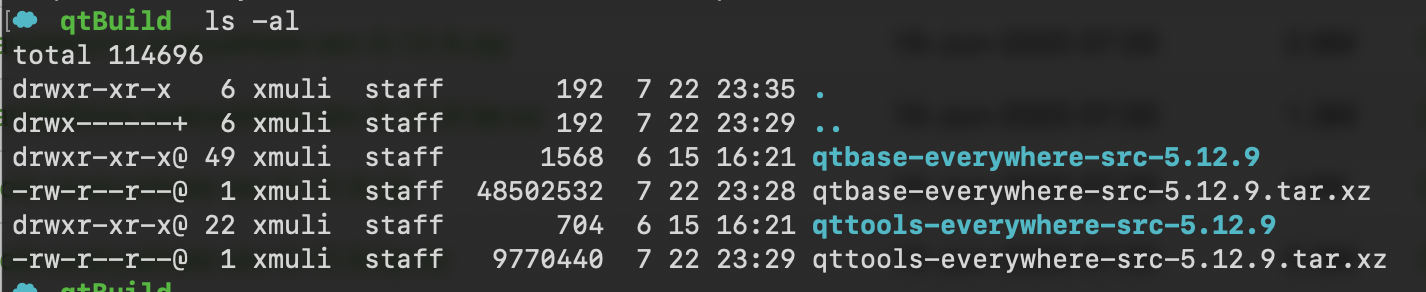 qtBuild ls -al
total 114696
drwxr-xr-x 6 xmuli staff 192 7 22 23:35 .
drwx------+ 6 xmuli staff 192 7 22 23:29 ..
drwxr-xr-x@ 49 xmuli staff 1568 6 15 16:21 qtbase-everywhere-src-5.12.9
-rw-r--r--@ 1 xmuli staff 48502532 7 22 23:28 qtbase-everywhere-src-5.12.9.tar.xz
drwxr-xr-x@ 22 xmuli staff 704 6 15 16:21 qttools-everywhere-src-5.12.9
-rw-r--r--@ 1 xmuli staff 9770440 7 22 23:29 qttools-everywhere-src-5.12.9.tar.xz
qtBuild